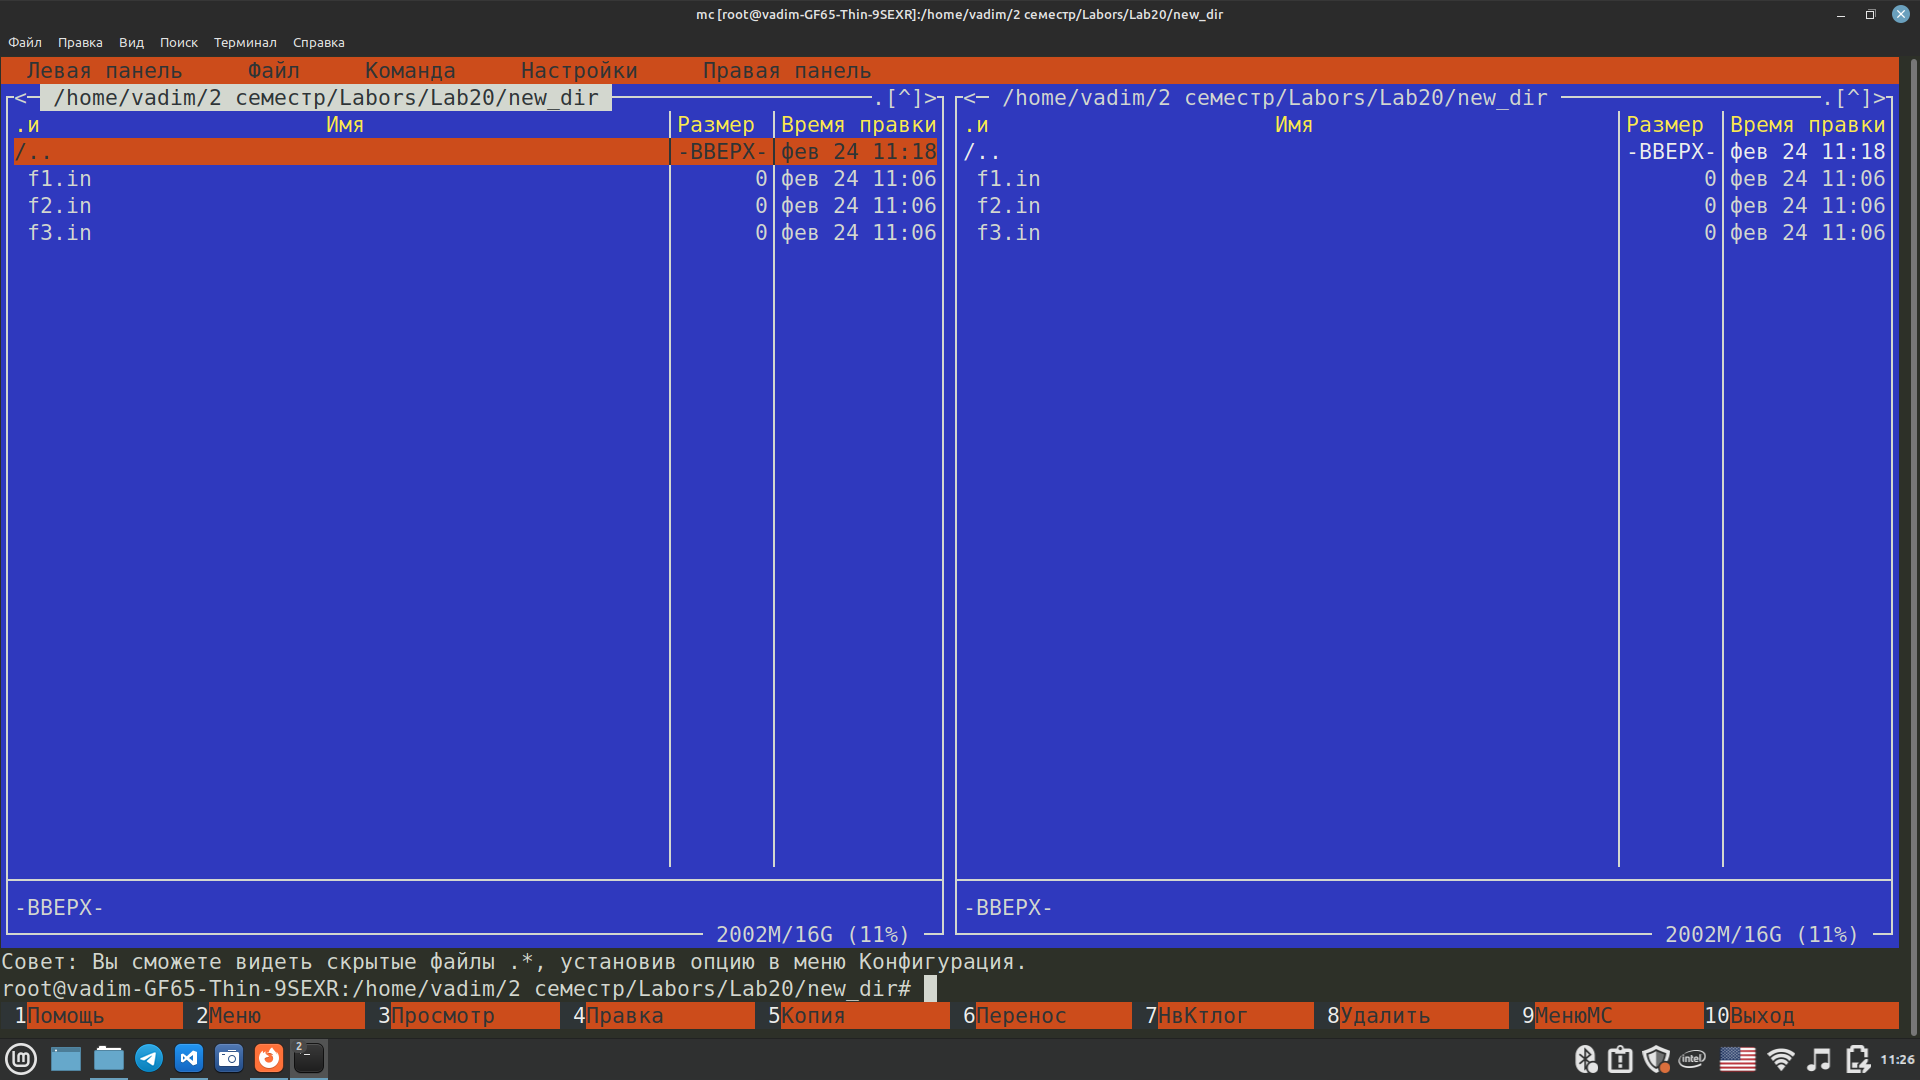 mc [root@vadim-GF65-Thin-9SEXR]:/home/vadim/2 семестр/Labors/Lab20/new_dir
Файл Правка Вид Поиск Терминал Справка
Левая панель Файл Команда Настройки Правая панель
<─ /home/vadim/2 семестр/Labors/Lab20/new_dir .[^]>
.и Имя Размер Время правки
/.. -ВВЕРХ- фев 24 11:18
f1.in 0 фев 24 11:06
f2.in 0 фев 24 11:06
f3.in 0 фев 24 11:06
-ВВЕРХ-
2002M/16G (11%)
<─ /home/vadim/2 семестр/Labors/Lab20/new_dir .[^]>
.и Имя Размер Время правки
/.. -ВВЕРХ- фев 24 11:18
f1.in 0 фев 24 11:06
f2.in 0 фев 24 11:06
f3.in 0 фев 24 11:06
-ВВЕРХ-
2002M/16G (11%)
Совет: Вы сможете видеть скрытые файлы .*, установив опцию в меню Конфигурация.
root@vadim-GF65-Thin-9SEXR:/home/vadim/2 семестр/Labors/Lab20/new_dir#
1Помощь 2Меню 3Просмотр 4Правка 5Копия 6Перенос 7НвКтлог 8Удалить 9МенюМС 10Выход
2
intel
11:26